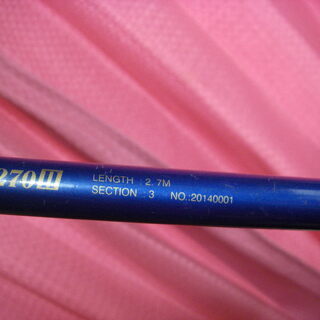 270III
LENGTH 2.7M
SECTION 3 NO.:20140001